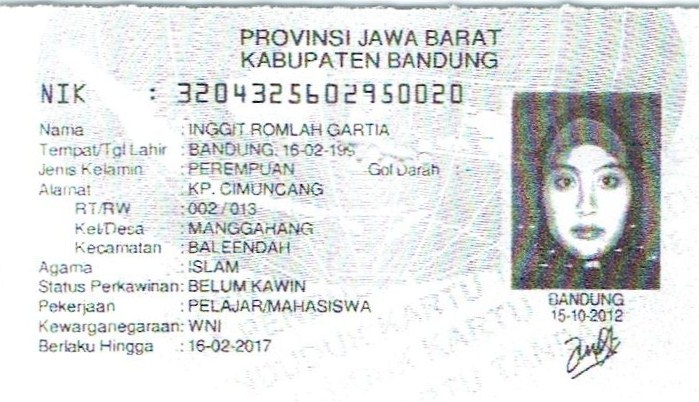 PROVINSI JAWA BARAT
KABUPATEN BANDUNG
NIK : 3204325602950020
Nama : INGGIT ROMLAH GARTIA
Tempat/Tgl Lahir : BANDUNG, 16-02-199
Jenis Kelamin : PEREMPUAN Gol Darah : -
Alamat : KP. CIMUNCANG
RT/RW : 002 / 013
Kel/Desa : MANGGAHANG
Kecamatan : BALEENDAH
Agama : ISLAM
Status Perkawinan: BELUM KAWIN
Pekerjaan : PELAJAR/MAHASISWA
Kewarganegaraan: WNI
Berlaku Hingga : 16-02-2017
BANDUNG
15-10-2012